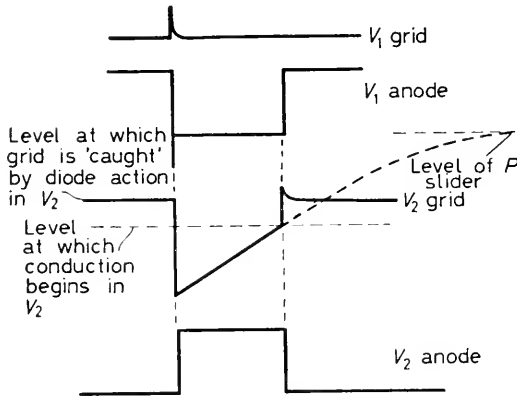 V1 grid
V1 anode
Level at which
grid is 'caught'
by diode action
in V2
Level of P
slider
V2 grid
Level
at which
conduction
begins in
V2
V2 anode